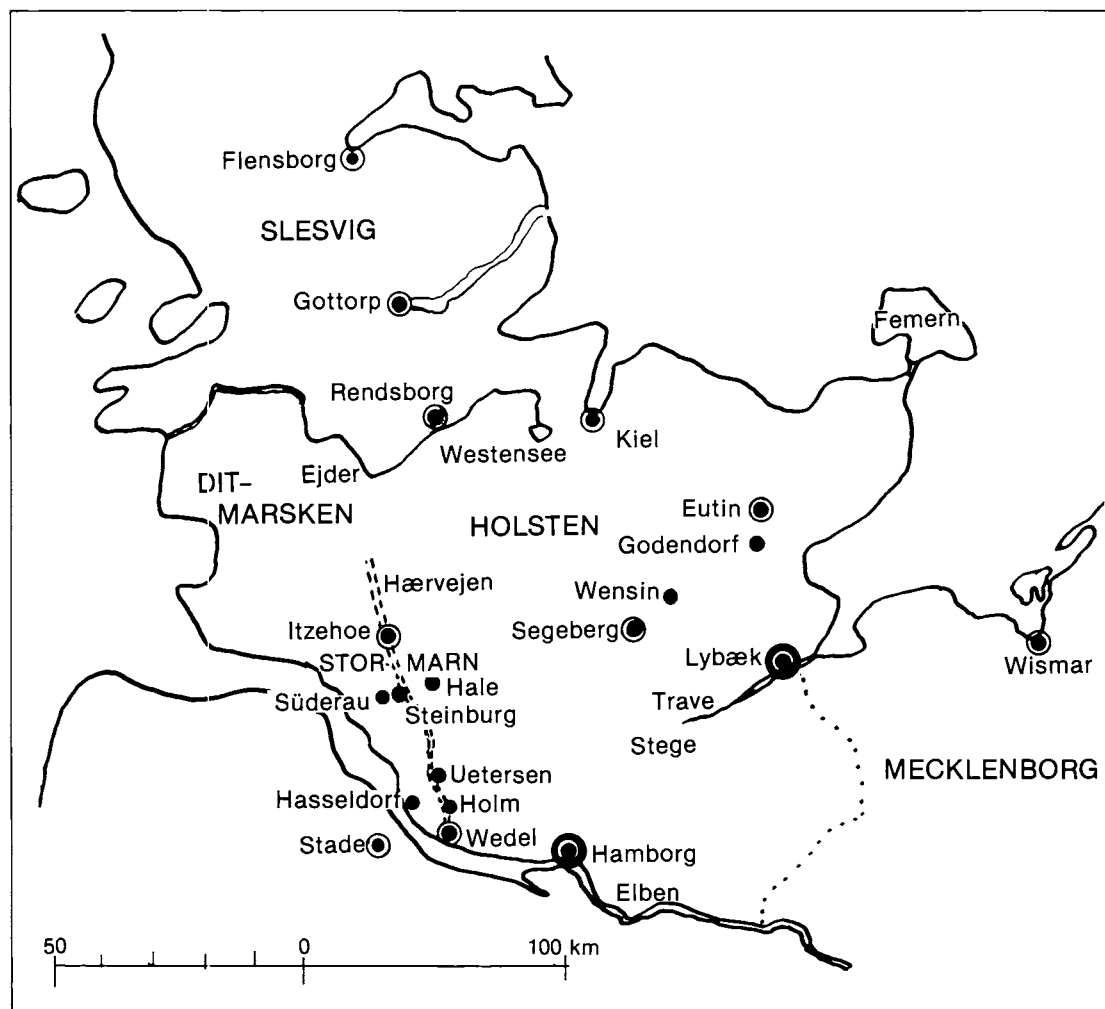 Flensborg
SLESVIG
Gottorp
Femern
Rendsborg
Westensee
Kiel
Ejder
DIT-
MARSKEN
HOLSTEN
Eutin
Godendorf
Hærvejen
Wensin
Itzehoe
Segeberg
STOR MARN
Lybæk
Wismar
Hale
Süderau
Steinburg
Trave
Stege
MECKLENBORG
Uetersen
Hasseldorf
Holm
Wedel
Stade
Hamborg
Elben
50 0 100 km